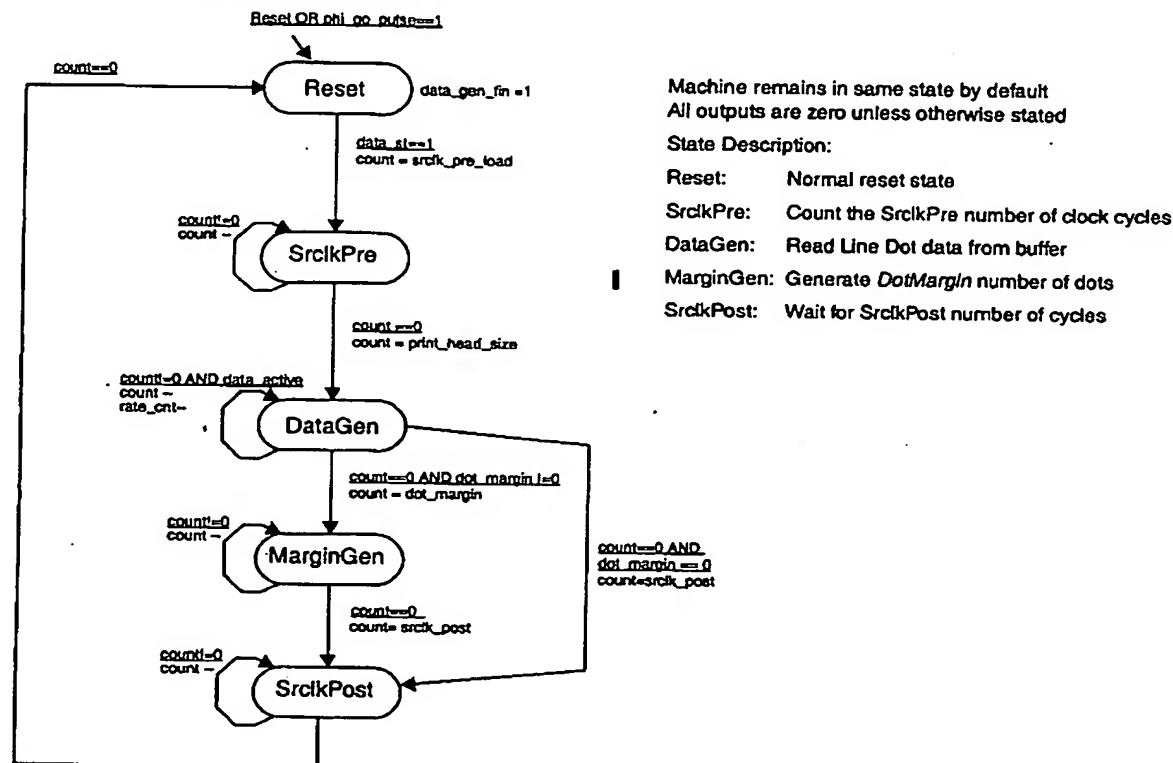 Reset OR phi_go_pulse==1
count==0
Reset
data_gen_fin =1
data_st==1
count = srclk_pre_load
count!=0
count --
SrclkPre
count ==0
count = print_head_size
count!=0 AND data_active
count --
rate_cnt--
DataGen
count==0 AND dot_margin !=0
count = dot_margin
count!=0
count --
MarginGen
count==0 AND
dot_margin == 0
count=srclk_post
count==0
count= srclk_post
count!=0
count --
SrclkPost
Machine remains in same state by default
All outputs are zero unless otherwise stated
State Description:
Reset: Normal reset state
SrclkPre: Count the SrclkPre number of clock cycles
DataGen: Read Line Dot data from buffer
MarginGen: Generate DotMargin number of dots
SrclkPost: Wait for SrclkPost number of cycles